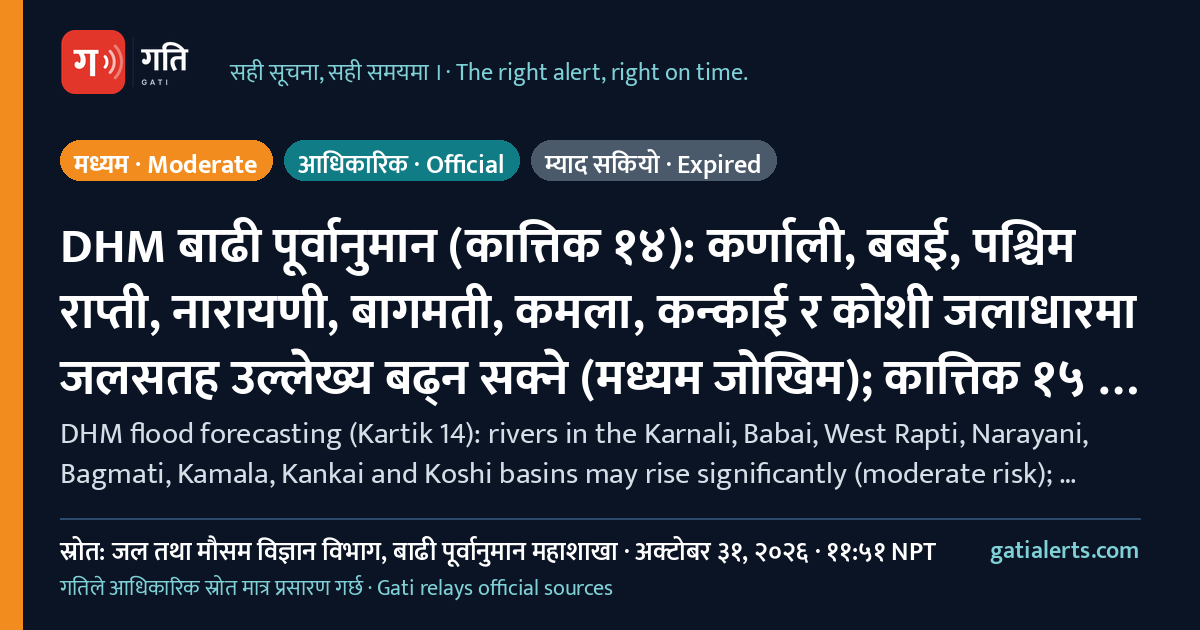 ग गति
GATI
सही सूचना, सही समयमा । · The right alert, right on time.
मध्यम · Moderate आधिकारिक · Official म्याद सकियो · Expired
DHM बाढी पूर्वानुमान (कात्तिक १४): कर्णाली, बबई, पश्चिम
राप्ती, नारायणी, बागमती, कमला, कन्काई र कोशी जलाधारमा
जलसतह उल्लेख्य बढ्न सक्ने (मध्यम जोखिम); कात्तिक १५ ...
DHM flood forecasting (Kartik 14): rivers in the Karnali, Babai, West Rapti, Narayani,
Bagmati, Kamala, Kankai and Koshi basins may rise significantly (moderate risk); ...
स्रोत: जल तथा मौसम विज्ञान विभाग, बाढी पूर्वानुमान महाशाखा · अक्टोबर ३१, २०२६ · ११:५१ NPT gatialerts.com
गतिले आधिकारिक स्रोत मात्र प्रसारण गर्छ · Gati relays official sources